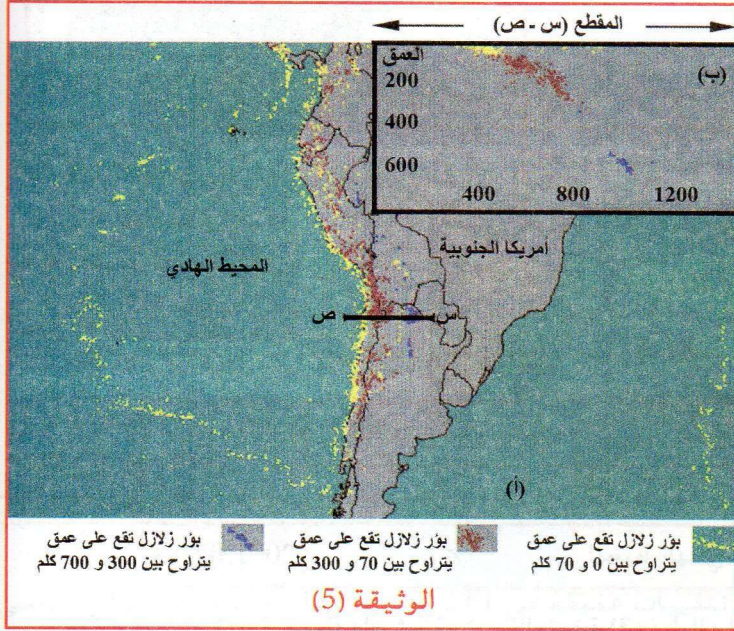 المقطع (س - ص)
10
العمق
200
400
600
(ب)
400 800 1200
المحيط الهادي
أمريكا الجنوبية
ص
س
(أ)
بؤر زلازل تقع على عمق
يتراوح بين 0 و 70 كلم
بؤر زلازل تقع على عمق
يتراوح بين 70 و 300 كلم
بؤر زلازل تقع على عمق
يتراوح بين 300 و 700 كلم
الوثيقة (5)